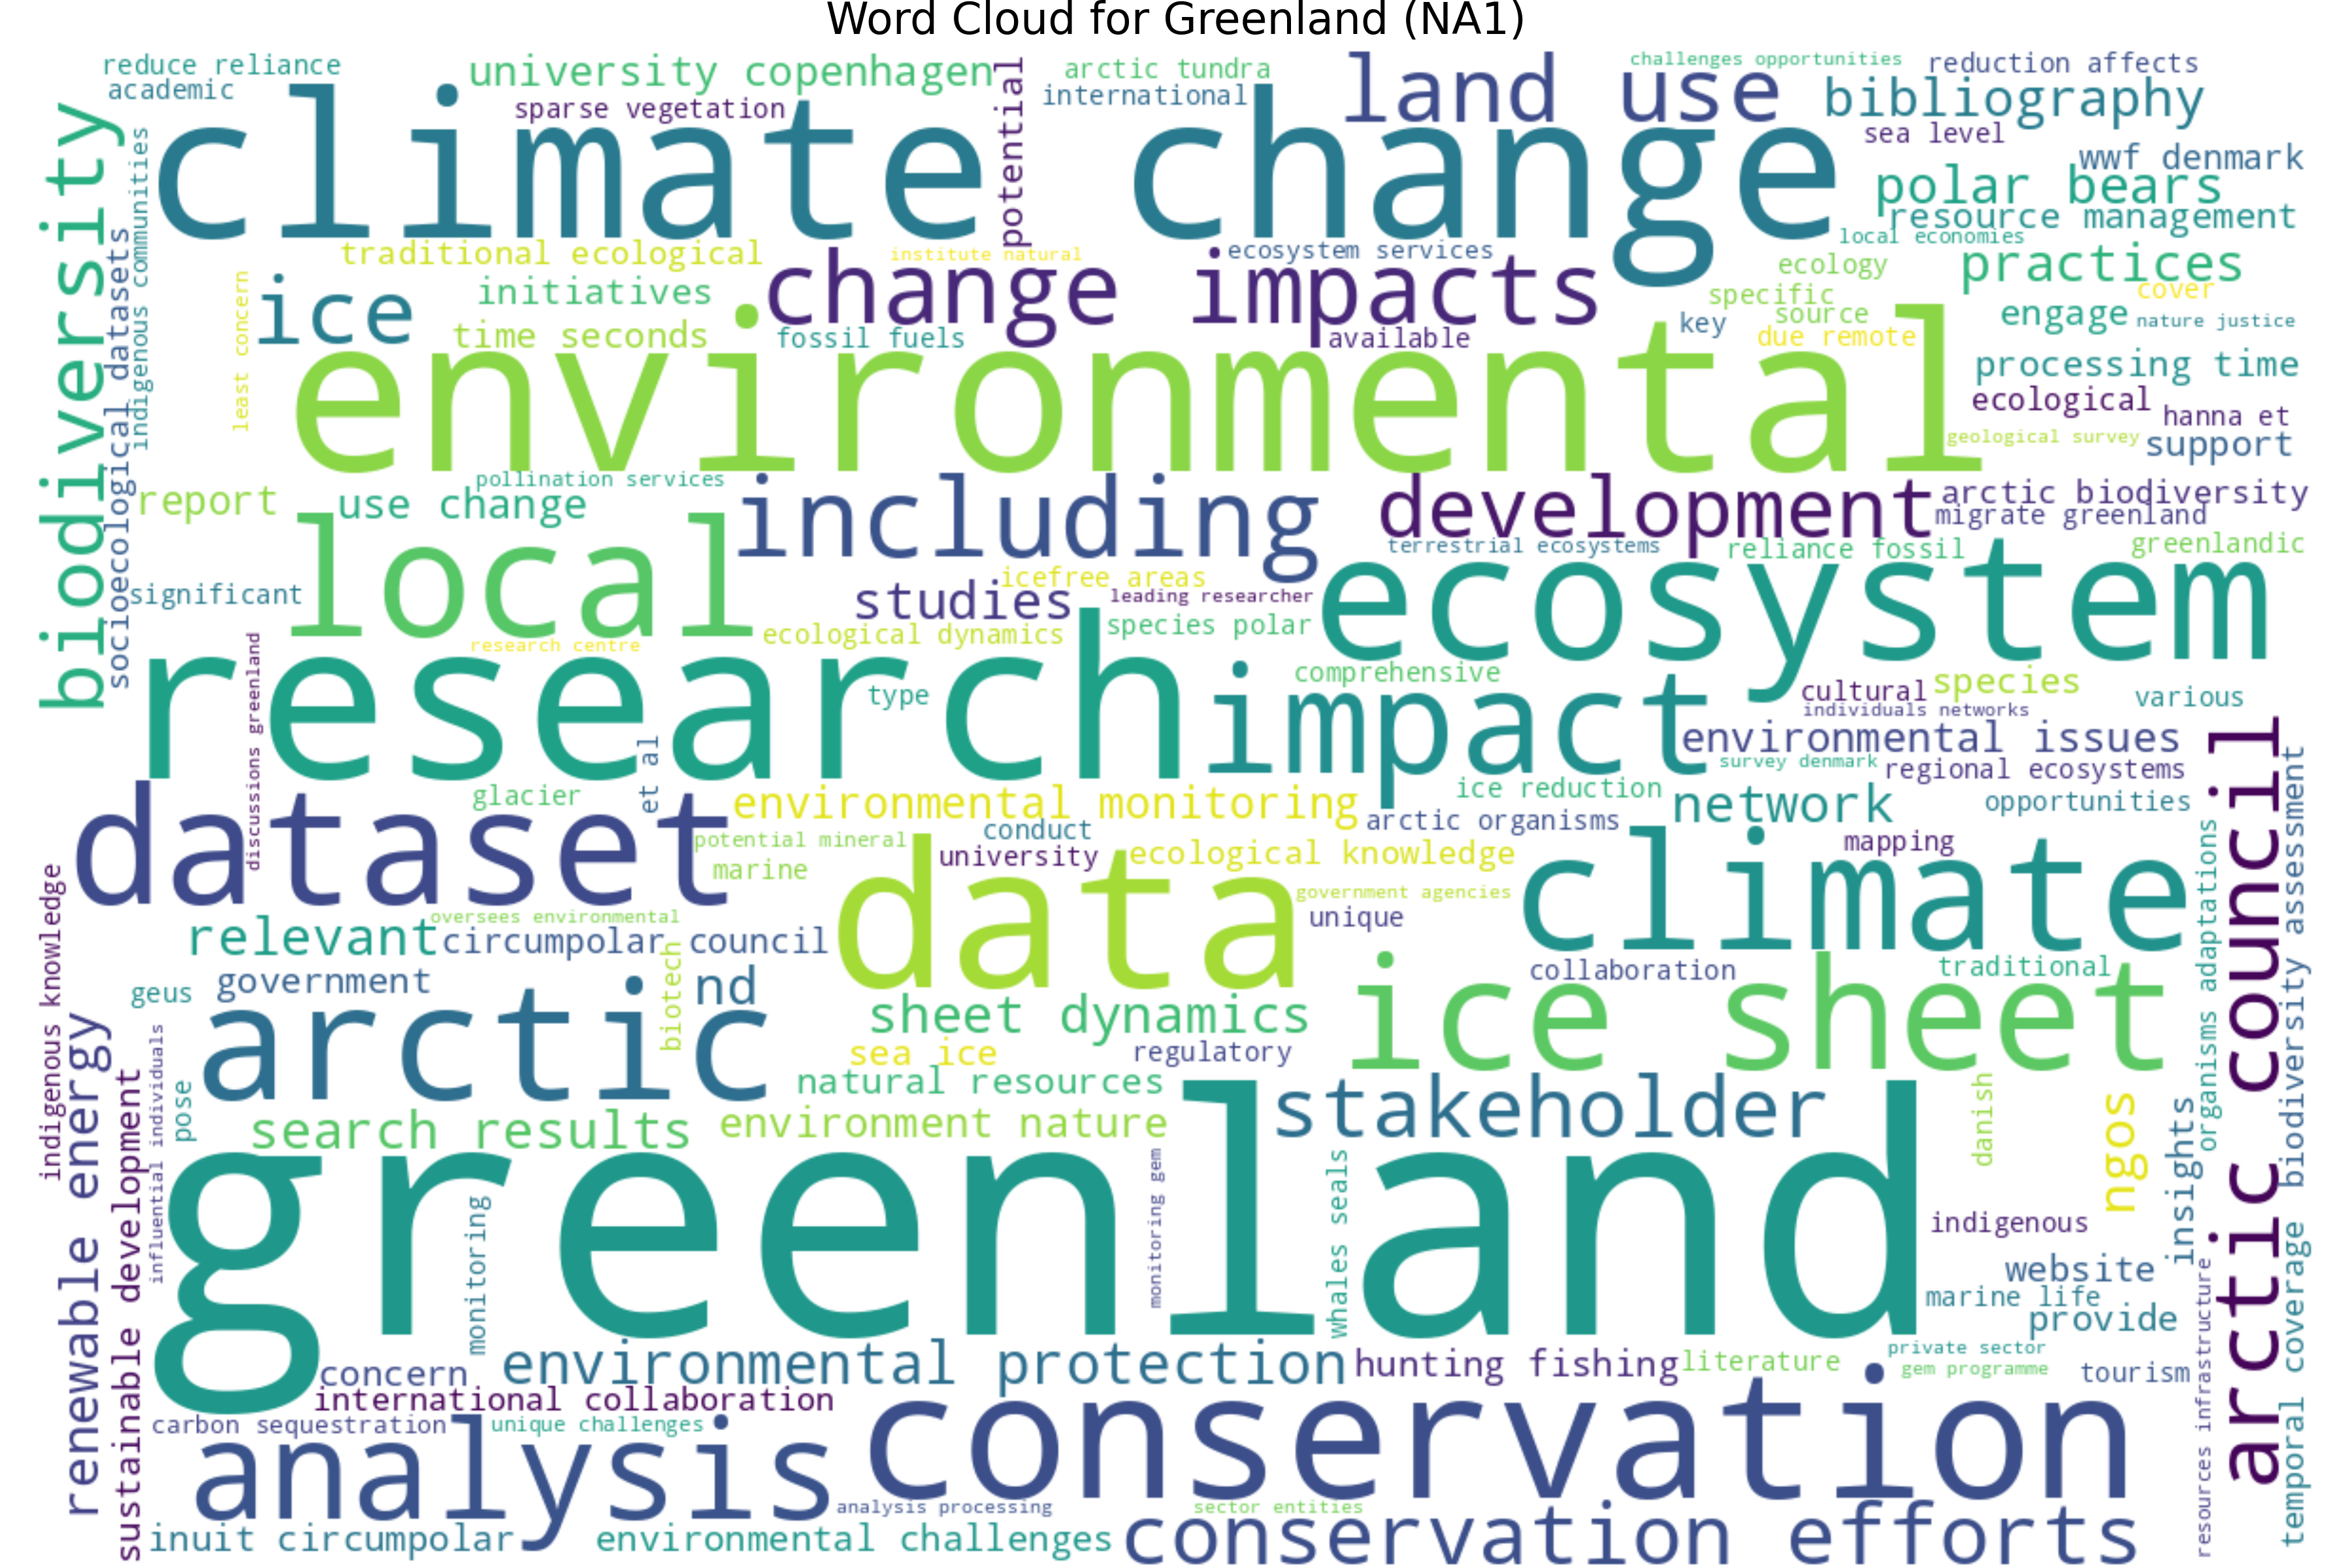 Word Cloud for Greenland (NA1)
reduce reliance
academic
university copenhagen
sparse vegetation
potential
arctic tundra
international
land use
challenges opportunities
reduction affects
bibliography
sea level
wwf denmark
climate change
biodiversity
indigenous communities
socioecological datasets
polar bears
resource management
local economies
traditional ecological
institute natural
ecosystem services
ecology
practices
cover
least concern
ice
initiatives
change impacts
specific
source
key
engage
nature justice
time seconds
fossil fuels
available
due remote
processing time
environmental
ecological
hanna et
geological survey
support
pollination services
report
use change
including
development
arctic biodiversity
migrate greenland
local
terrestrial ecosystems
reliance fossil
greenlandic
significant
icefree areas
studies
leading researcher
ecosystem
research centre
ecological dynamics
species polar
discussions greenland
research
type
comprehensive
impact
cultural
species
various
individuals networks
et al
environmental issues
survey denmark
regional ecosystems
glacier
dataset
environmental monitoring
ice reduction
network
opportunities
conduct
arctic organisms
potential mineral
marine
university
ecological knowledge
mapping
climate
data
government agencies
unique
arctic council
biodiversity assessment
organisms adaptations
indigenous knowledge
oversees environmental
relevant
circumpolar council
government
geus
biotech
nd
collaboration
traditional
arctic
sheet dynamics
ice sheet
sea ice
regulatory
renewable energy
influential individuals
sustainable development
pose
natural resources
search results
environment nature
stakeholder
danish
ngos
insights
greenland
monitoring
monitoring gem
whales seals
indigenous
website
marine life
provide
temporal coverage
resources infrastructure
concern
environmental protection
hunting fishing
literature
private sector
gem programme
tourism
international collaboration
carbon sequestration
unique challenges
analysis
conservation
analysis processing
sector entities
inuit circumpolar
environmental challenges
conservation efforts